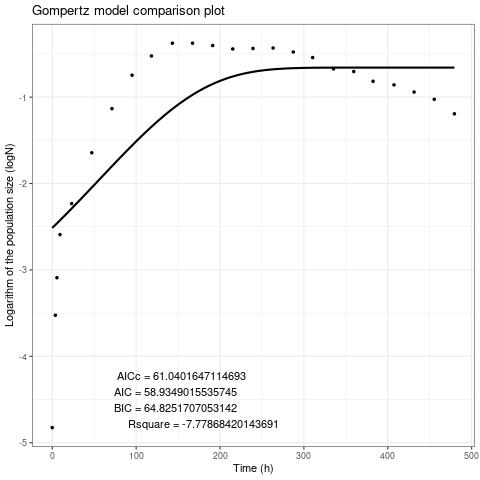 Gompertz model comparison plot
Logarithm of the population size (logN)
-1
-2
-3
-4
-5
AICc = 61.0401647114693
AIC = 58.9349015535745
BIC = 64.8251707053142
Rsquare = -7.77868420143691
0 100 200 300 400 500
Time (h)